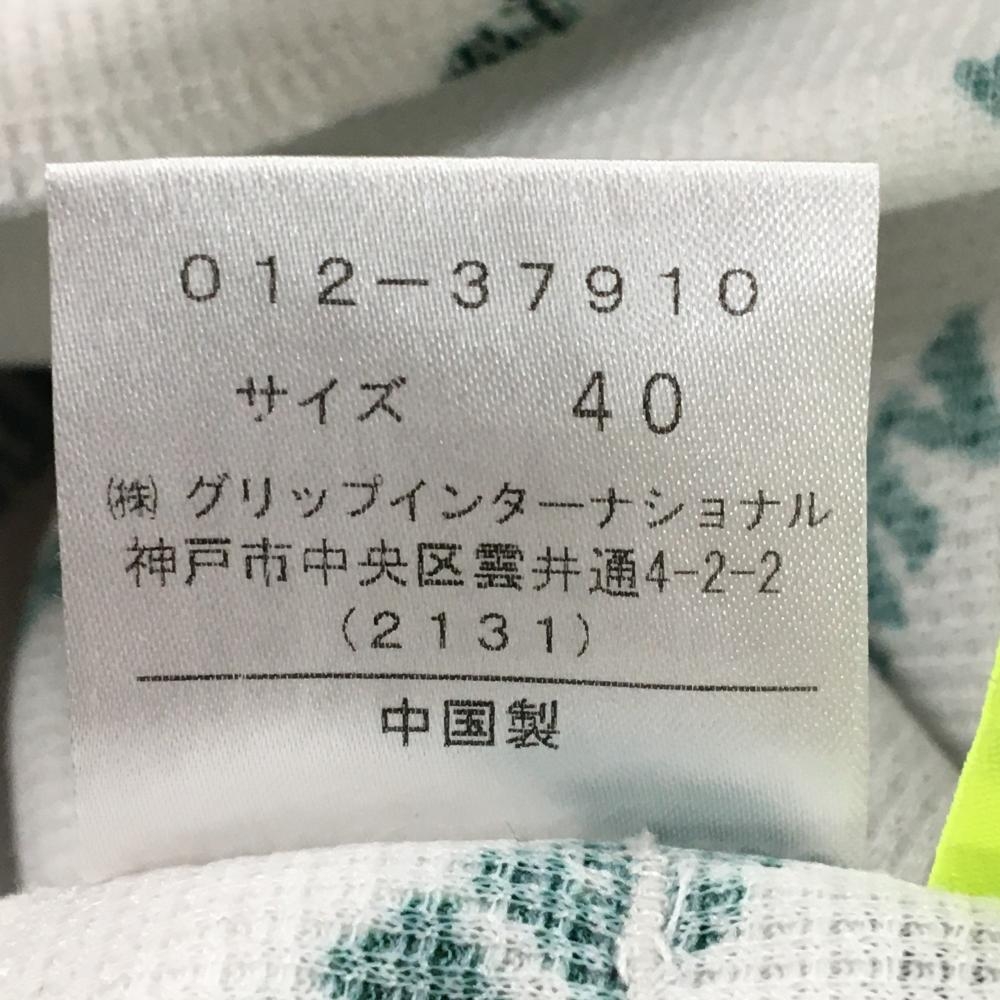 012-37910
サイズ 40
㈱ グリップインターナショナル
神戸市中央区雲井通4-2-2
(2131)
中国製